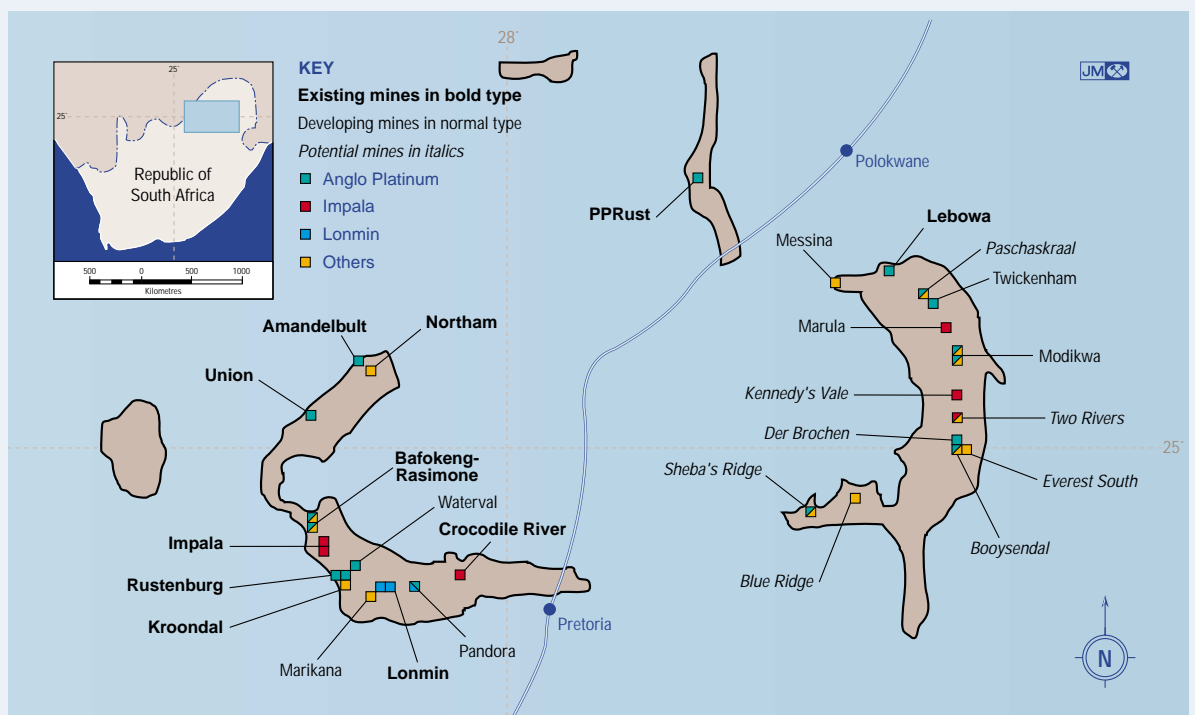 28°
25°
25°
Republic of
South Africa
500 0 500 1000
Kilometres
KEY
Existing mines in bold type
Developing mines in normal type
Potential mines in italics
Anglo Platinum
Impala
Lonmin
Others
JM
Polokwane
PPRust
Lebowa
Messina
Paschaskraal
Twickenham
Marula
Modikwa
Kennedy's Vale
Two Rivers
Der Brochen
25°
Everest South
Sheba's Ridge
Booysendal
Blue Ridge
Amandelbult
Northam
Union
Bafokeng-
Rasimone
Waterval
Crocodile River
Impala
Rustenburg
Kroondal
Marikana
Lonmin
Pandora
Pretoria
N